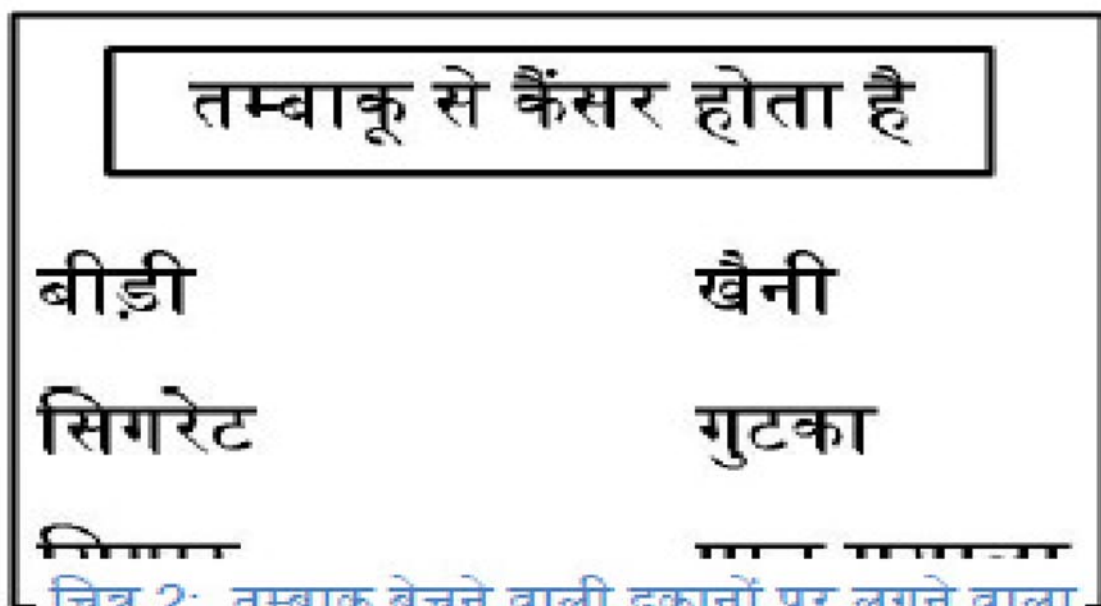 तम्बाकू से कैंसर होता है
बीड़ी खैनी
सिगरेट गुटका
चित्र 2: तम्बाकू बेचने वाली दुकानों पर लगने वाला